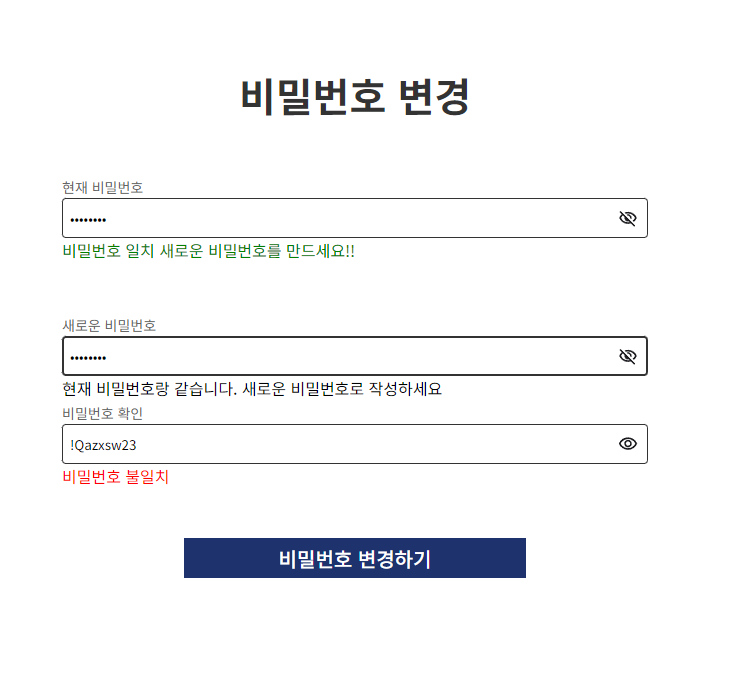 비밀번호 변경
현재 비밀번호
••••••••
비밀번호 일치 새로운 비밀번호를 만드세요!!
새로운 비밀번호
••••••••
현재 비밀번호랑 같습니다. 새로운 비밀번호로 작성하세요
비밀번호 확인
!Qazxsw23
비밀번호 불일치
비밀번호 변경하기